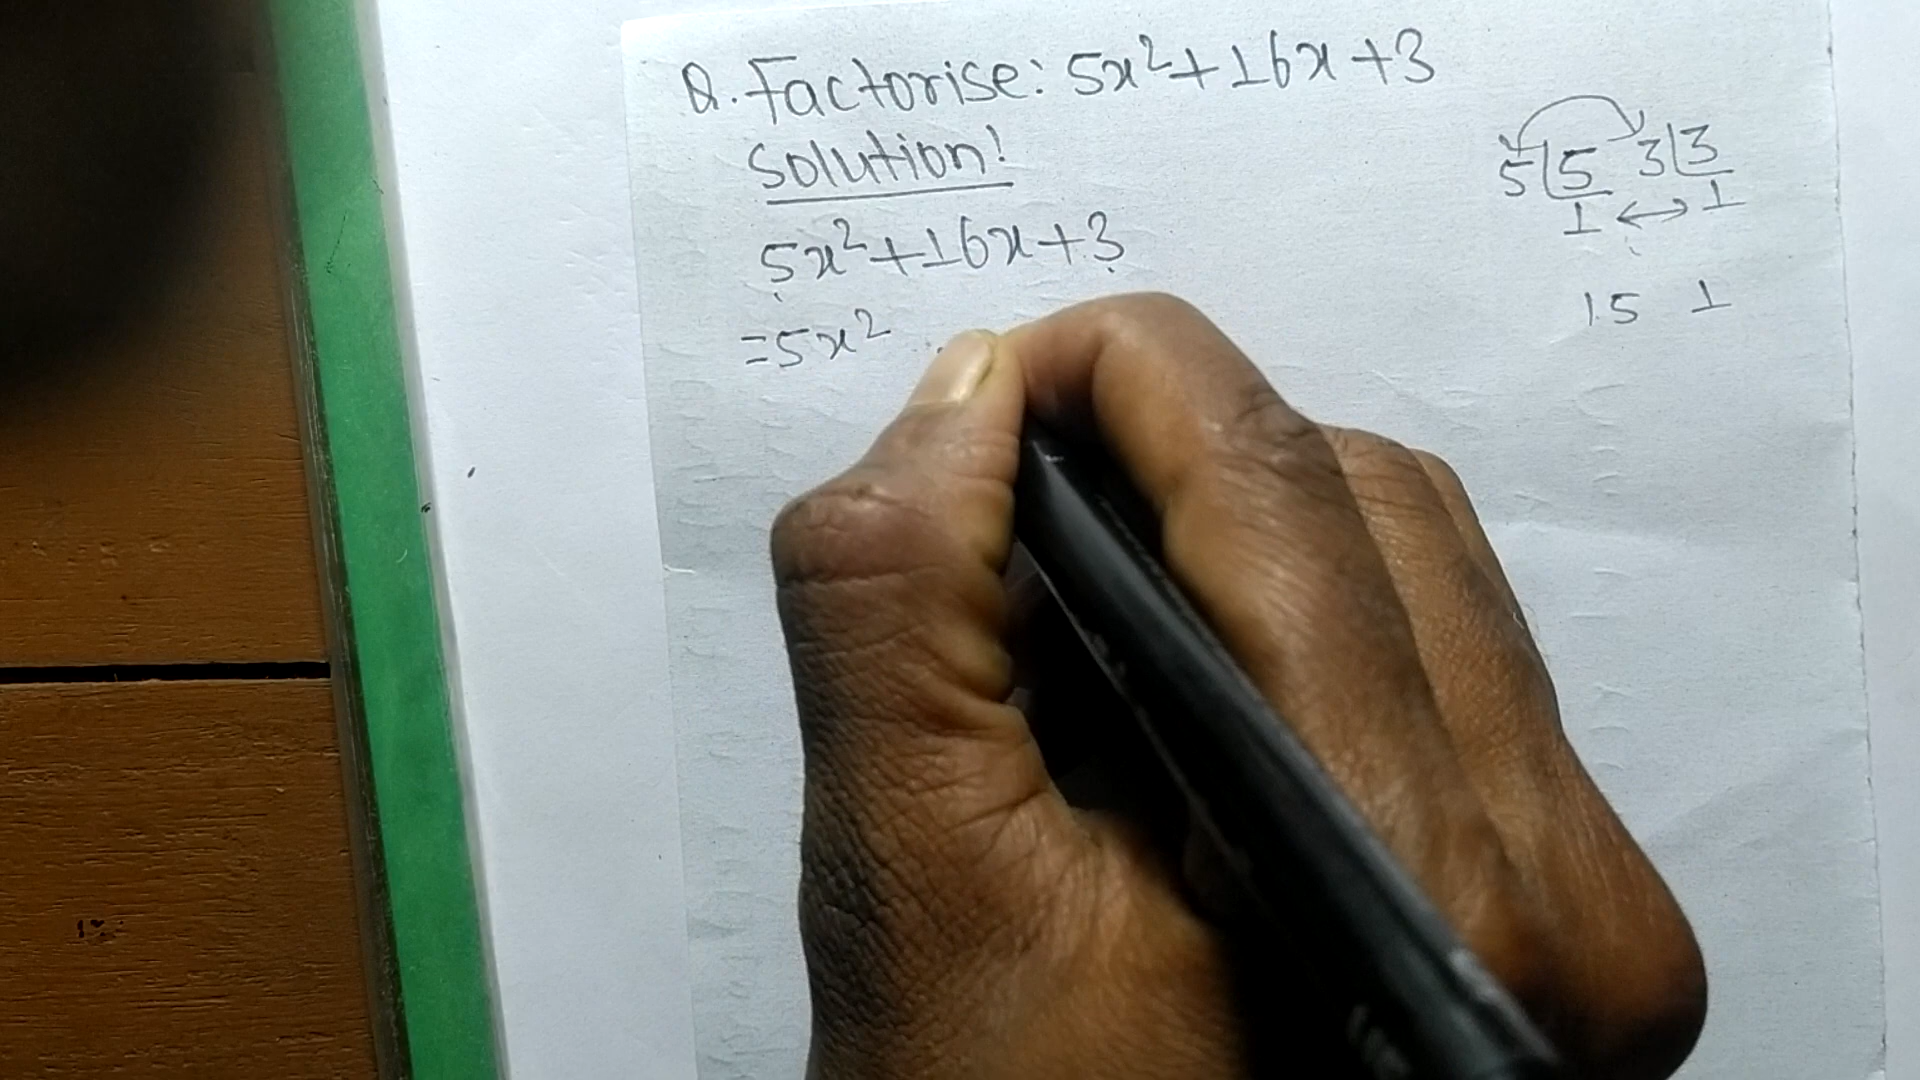 Q. Factorise: 5x²+16x+3
Solution:
5x²+16x+3
=5x²
5|5 3|3
1 ↔ 1
15 1